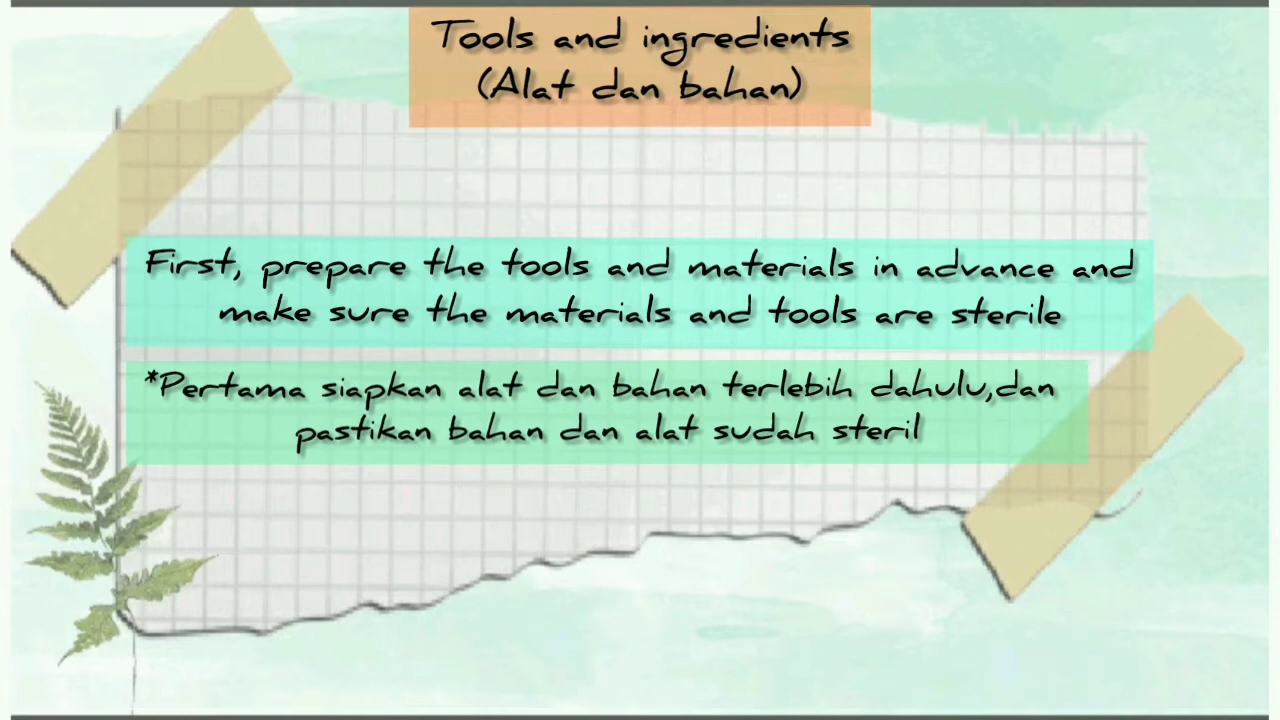 Tools and ingredients
(Alat dan bahan)
First, prepare the tools and materials in advance and
make sure the materials and tools are sterile
*Pertama siapkan alat dan bahan terlebih dahulu,dan
pastikan bahan dan alat sudah steril